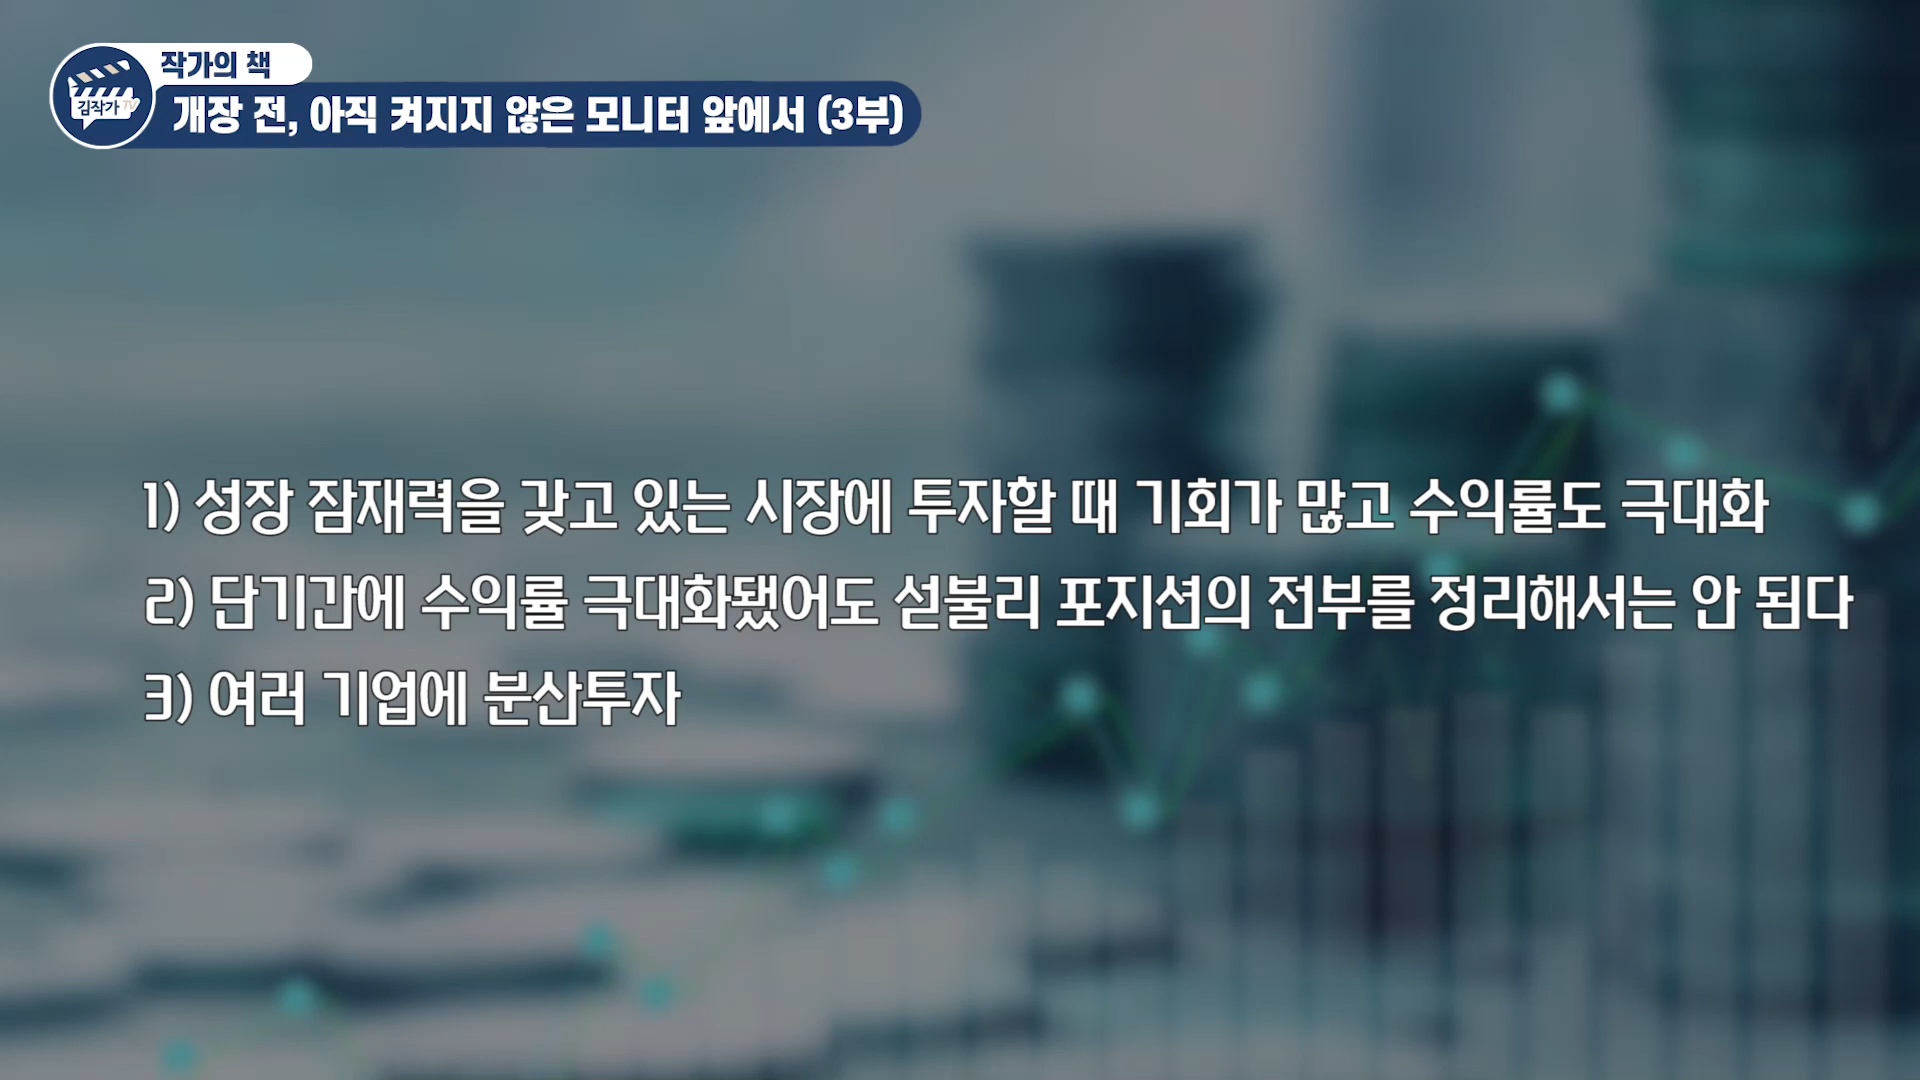 작가의 책
김작가 TV
개장 전, 아직 켜지지 않은 모니터 앞에서 (3부)
1) 성장 잠재력을 갖고 있는 시장에 투자할 때 기회가 많고 수익률도 극대화
2) 단기간에 수익률 극대화됐어도 섣불리 포지션의 전부를 정리해서는 안 된다
3) 여러 기업에 분산투자